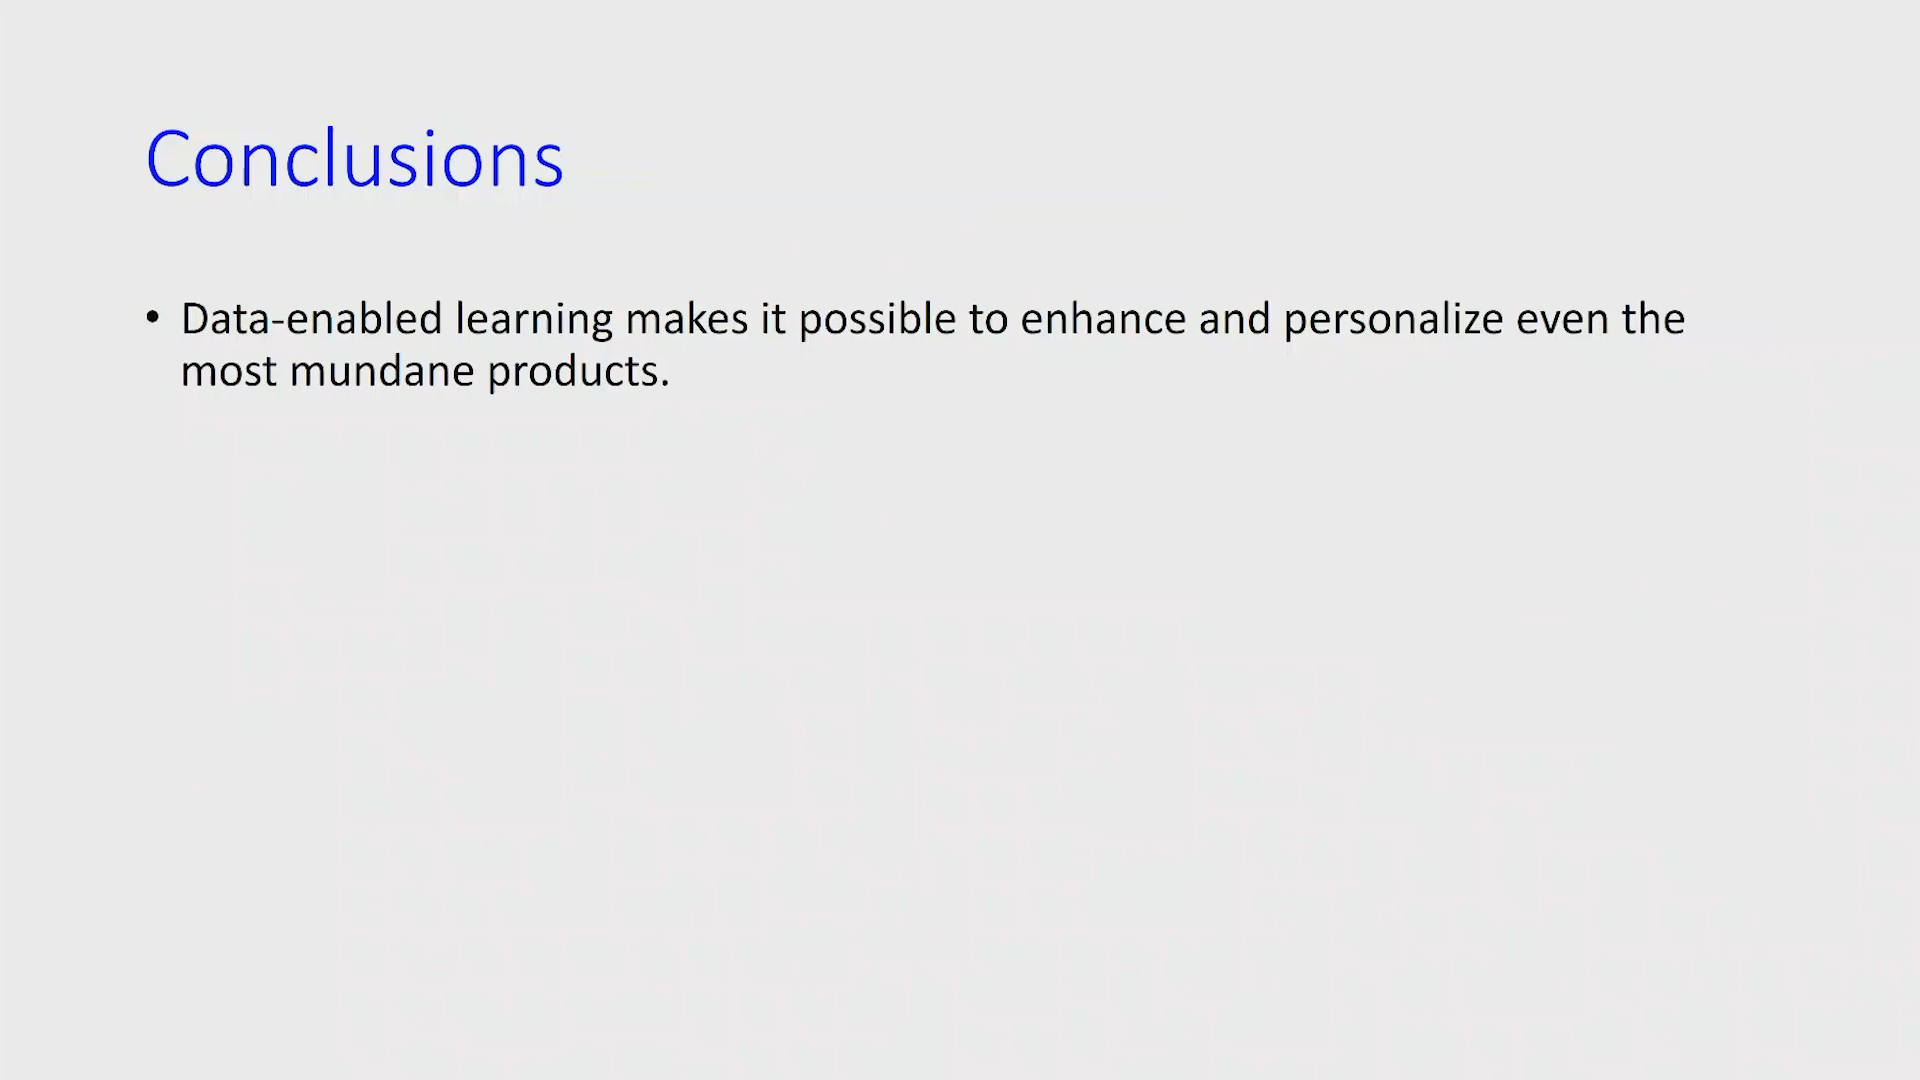 Conclusions
• Data-enabled learning makes it possible to enhance and personalize even the
most mundane products.